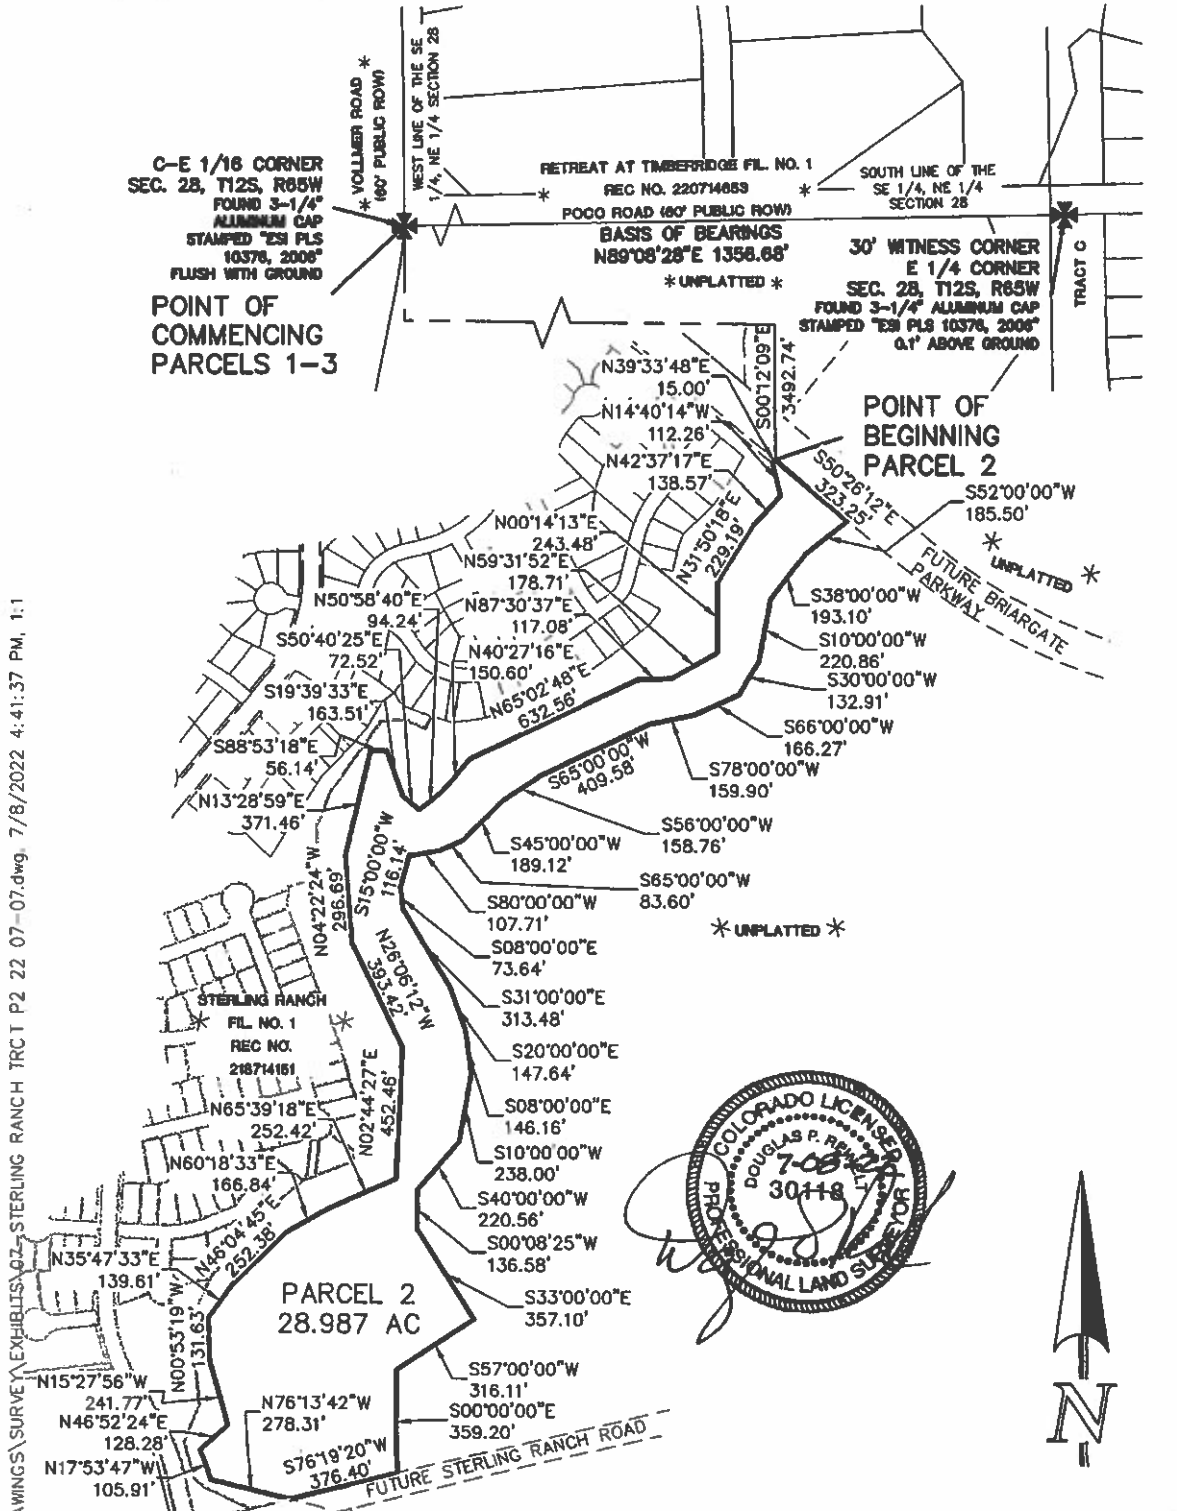 WEST LINE OF THE SE
1/4, NE 1/4 SECTION 28
* VOLLMER ROAD *
* (60' PUBLIC ROW)
C-E 1/16 CORNER
SEC. 28, T12S, R65W
FOUND 3-1/4"
ALUMINUM CAP
STAMPED "ESI PLS
10376, 2006"
FLUSH WITH GROUND
POINT OF
COMMENCING
PARCELS 1-3
RETREAT AT TIMBERRIDGE FIL. NO. 1
* REC NO. 220714653 *
SOUTH LINE OF THE
SE 1/4, NE 1/4
SECTION 28
POCO ROAD (60' PUBLIC ROW)
BASIS OF BEARINGS
N89°08'28"E 1356.68'
* UNPLATTED *
30' WITNESS CORNER
E 1/4 CORNER
SEC. 28, T12S, R65W
FOUND 3-1/4" ALUMINUM CAP
STAMPED "ESI PLS 10376, 2006"
0.1' ABOVE GROUND
TRACT C
S00°12'09"E
3492.74'
POINT OF
BEGINNING
PARCEL 2
N39°33'48"E
15.00'
N14°40'14"W
112.26'
N42°37'17"E
138.57'
N31°50'18"E
229.19'
N00°14'13"E
243.48'
N59°31'52"E
178.71'
N87°30'37"E
117.08'
N65°02'48"E
632.56'
N40°27'16"E
150.60'
N50°58'40"E
94.24'
S50°40'25"E
72.52'
S19°39'33"E
163.51'
S88°53'18"E
56.14'
N13°28'59"E
371.46'
N04°22'24"W
296.69'
S50°26'12"E
323.25'
S52°00'00"W
185.50'
* UNPLATTED *
FUTURE BRIARGATE
PARKWAY
S38°00'00"W
193.10'
S10°00'00"W
220.86'
S30°00'00"W
132.91'
S66°00'00"W
166.27'
S78°00'00"W
159.90'
S65°00'00"W
409.58'
S56°00'00"W
158.76'
S45°00'00"W
189.12'
S65°00'00"W
83.60'
S80°00'00"W
107.71'
S15°00'00"W
116.14'
S08°00'00"E
73.64'
* UNPLATTED *
S31°00'00"E
313.48'
S20°00'00"E
147.64'
S08°00'00"E
146.16'
S10°00'00"W
238.00'
S40°00'00"W
220.56'
S00°08'25"W
136.58'
S33°00'00"E
357.10'
S57°00'00"W
316.11'
S00°00'00"E
359.20'
N26°06'12"W
393.42'
N02°44'27"E
452.46'
STERLING RANCH
* FIL. NO. 1 *
REC NO.
218714151
N65°39'18"E
252.42'
N60°18'33"E
166.84'
N46°04'45"E
252.38'
N35°47'33"E
139.61'
N00°53'19"W
131.63'
N15°27'56"W
241.77'
N46°52'24"E
128.28'
N17°53'47"W
105.91'
N76°13'42"W
278.31'
S76°19'20"W
376.40'
FUTURE STERLING RANCH ROAD
PARCEL 2
28.987 AC
COLORADO LICENSED
DOUGLAS P. REINELT
30118
PROFESSIONAL LAND SURVEYOR
N
AWINGS\SURVEY\EXHIBITS\07-STERLING RANCH TRCT P2 22 07-07.dwg, 7/8/2022 4:41:37 PM, 1:1